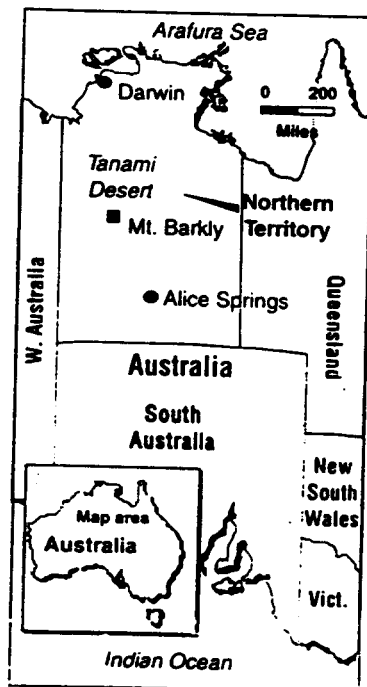 Arafura Sea
Darwin
0 200
Miles
Tanami
Desert
Northern
Territory
Mt. Barkly
W. Australia
Queensland
Alice Springs
Australia
South
Australia
New
South
Wales
Map area
Australia
Vict.
Indian Ocean